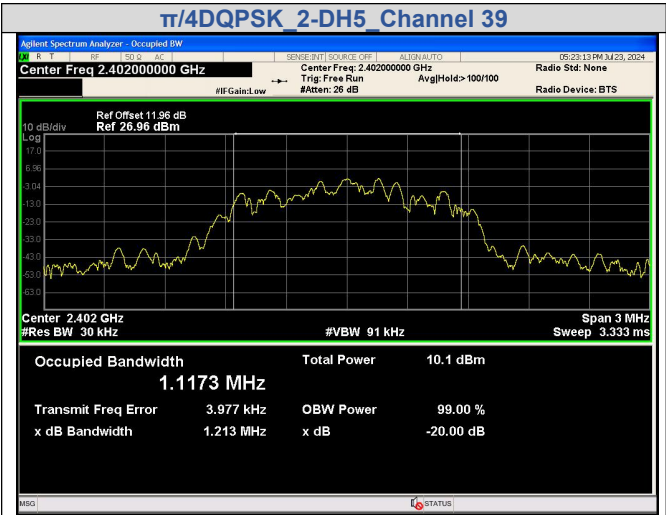 π/4DQPSK_2-DH5_Channel 39
Agilent Spectrum Analyzer - Occupied BW
R T RF 50 Ω AC SENSE:INT SOURCE OFF ALIGN AUTO 05:23:13 PM Jul 23, 2024
Center Freq 2.402000000 GHz Center Freq: 2.402000000 GHz Radio Std: None
Trig: Free Run Avg|Hold:> 100/100
#IFGain:Low #Atten: 26 dB Radio Device: BTS
Ref Offset 11.96 dB
10 dB/div Ref 26.96 dBm
Log
17.0
6.96
-3.04
-13.0
-23.0
-33.0
-43.0
-53.0
-63.0
Center 2.402 GHz Span 3 MHz
#Res BW 30 kHz #VBW 91 kHz Sweep 3.333 ms
Occupied Bandwidth Total Power 10.1 dBm
1.1173 MHz
Transmit Freq Error 3.977 kHz OBW Power 99.00 %
x dB Bandwidth 1.213 MHz x dB -20.00 dB
MSG STATUS